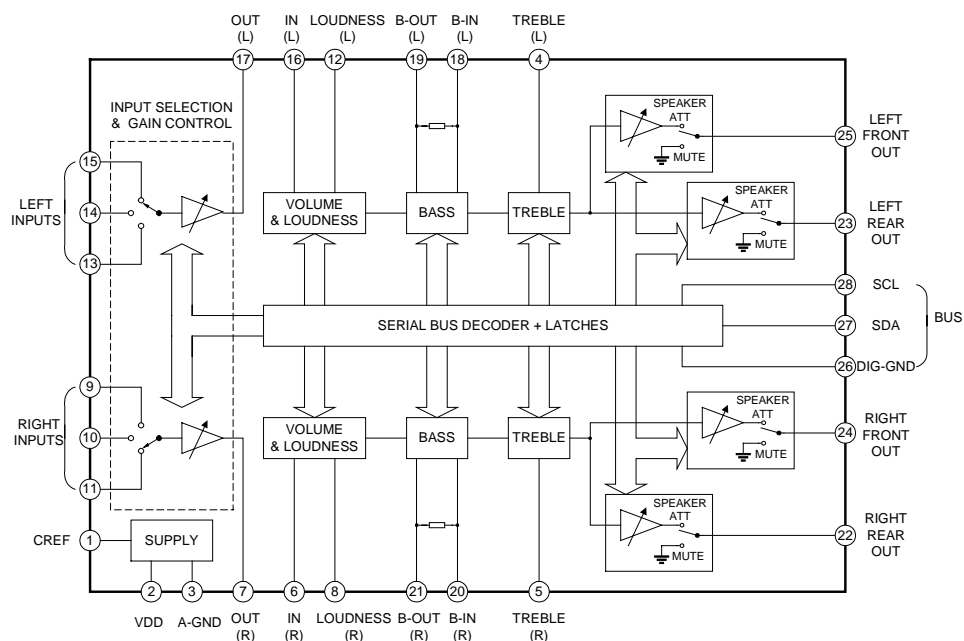 OUT IN LOUDNESS B-OUT B-IN TREBLE
(L) (L) (L) (L) (L) (L)
17 16 12 19 18 4
INPUT SELECTION
& GAIN CONTROL
SPEAKER
ATT
MUTE
25
LEFT
FRONT
OUT
15
14
13
LEFT
INPUTS
VOLUME
& LOUDNESS
BASS
TREBLE
SPEAKER
ATT
MUTE
23
LEFT
REAR
OUT
SERIAL BUS DECODER + LATCHES
28 SCL
27 SDA
26 DIG-GND
BUS
9
10
11
RIGHT
INPUTS
VOLUME
& LOUDNESS
BASS
TREBLE
SPEAKER
ATT
MUTE
24
RIGHT
FRONT
OUT
SPEAKER
ATT
MUTE
22
RIGHT
REAR
OUT
CREF 1 SUPPLY
2 3 7 6 8 21 20 5
VDD A-GND OUT IN LOUDNESS B-OUT B-IN TREBLE
(R) (R) (R) (R) (R) (R)